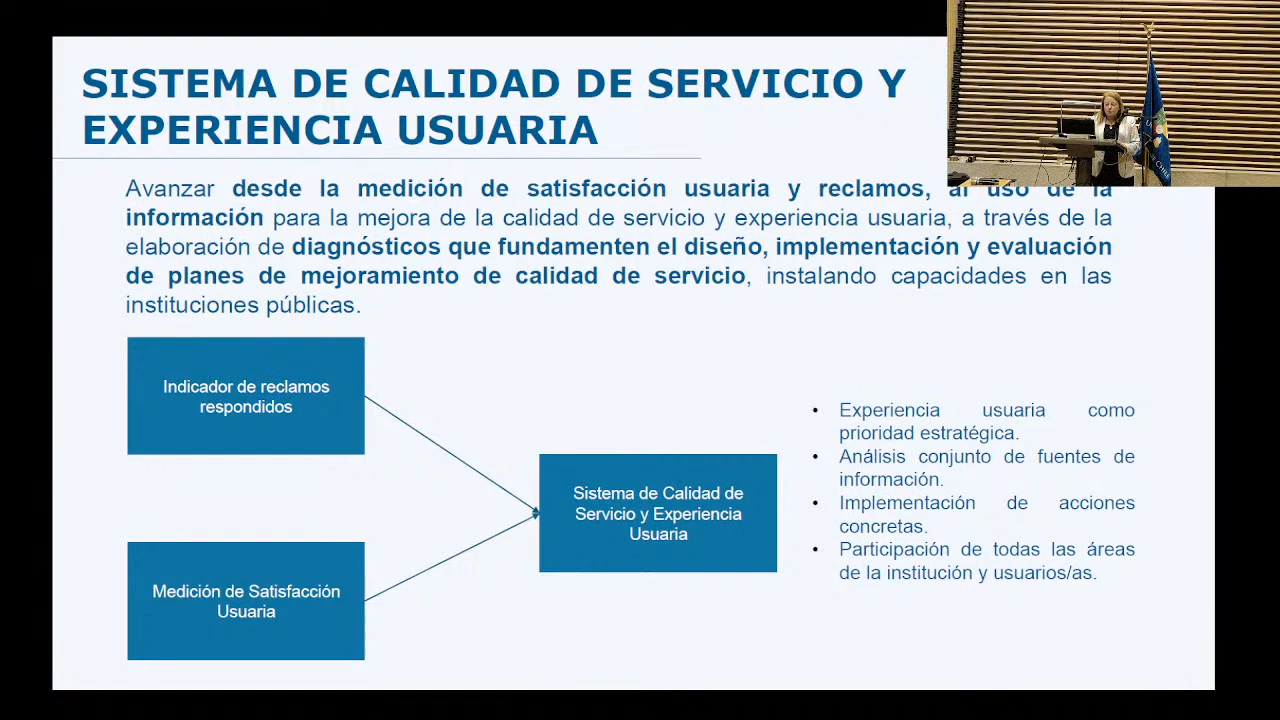 SISTEMA DE CALIDAD DE SERVICIO Y
EXPERIENCIA USUARIA
Avanzar desde la medición de satisfacción usuaria y reclamos, al uso de la
información para la mejora de la calidad de servicio y experiencia usuaria, a través de la
elaboración de diagnósticos que fundamenten el diseño, implementación y evaluación
de planes de mejoramiento de calidad de servicio, instalando capacidades en las
instituciones públicas.
Indicador de reclamos
respondidos
Medición de Satisfacción
Usuaria
Sistema de Calidad de
Servicio y Experiencia
Usuaria
• Experiencia usuaria como
prioridad estratégica.
• Análisis conjunto de fuentes de
información.
• Implementación de acciones
concretas.
• Participación de todas las áreas
de la institución y usuarios/as.